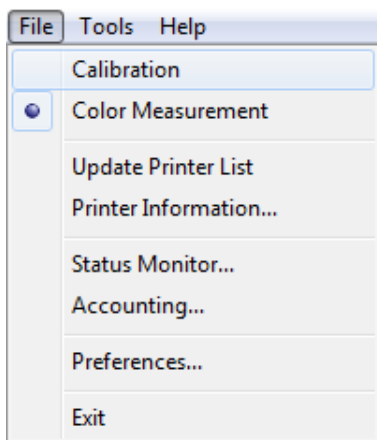 File Tools Help
Calibration
Color Measurement
Update Printer List
Printer Information...
Status Monitor...
Accounting...
Preferences...
Exit